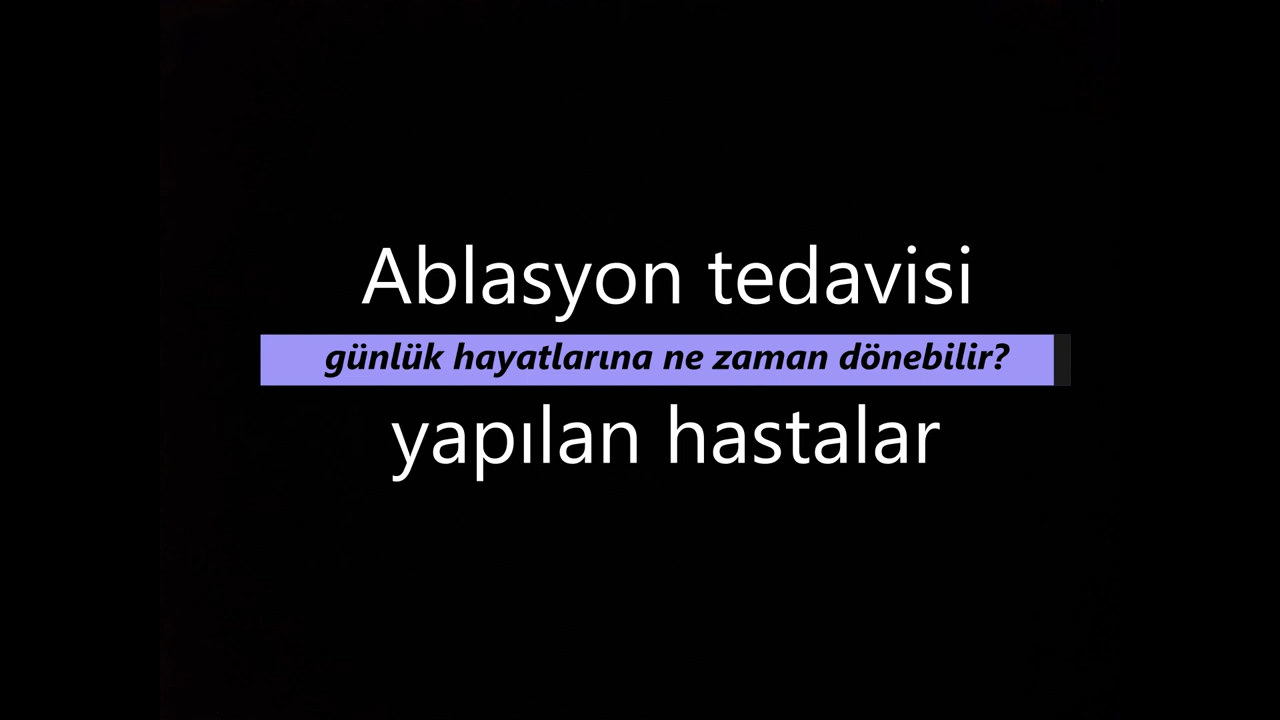 Ablasyon tedavisi
günlük hayatlarına ne zaman dönebilir?
yapılan hastalar